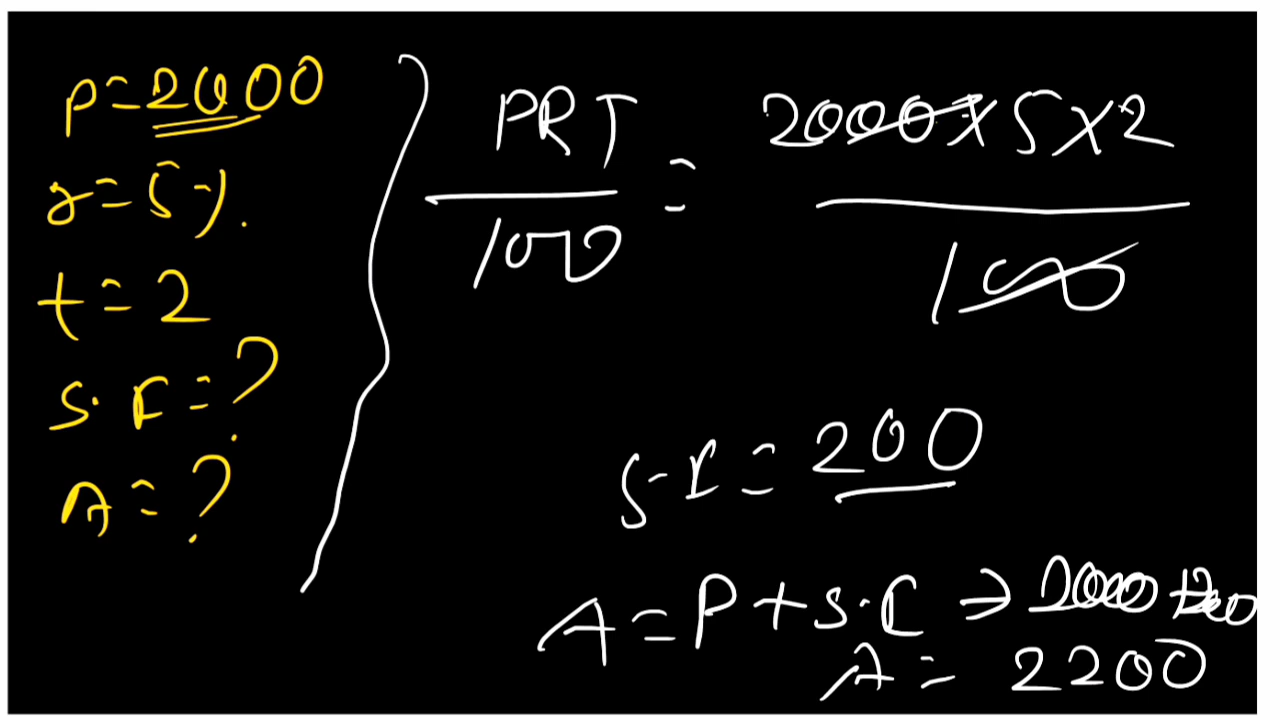 P=2000
r=5%.
t=2
S.I=?
A=?
PRT/100 = 2000×5×2/100
S.I=200
A=P+S.I⇒2000+200
A=2200